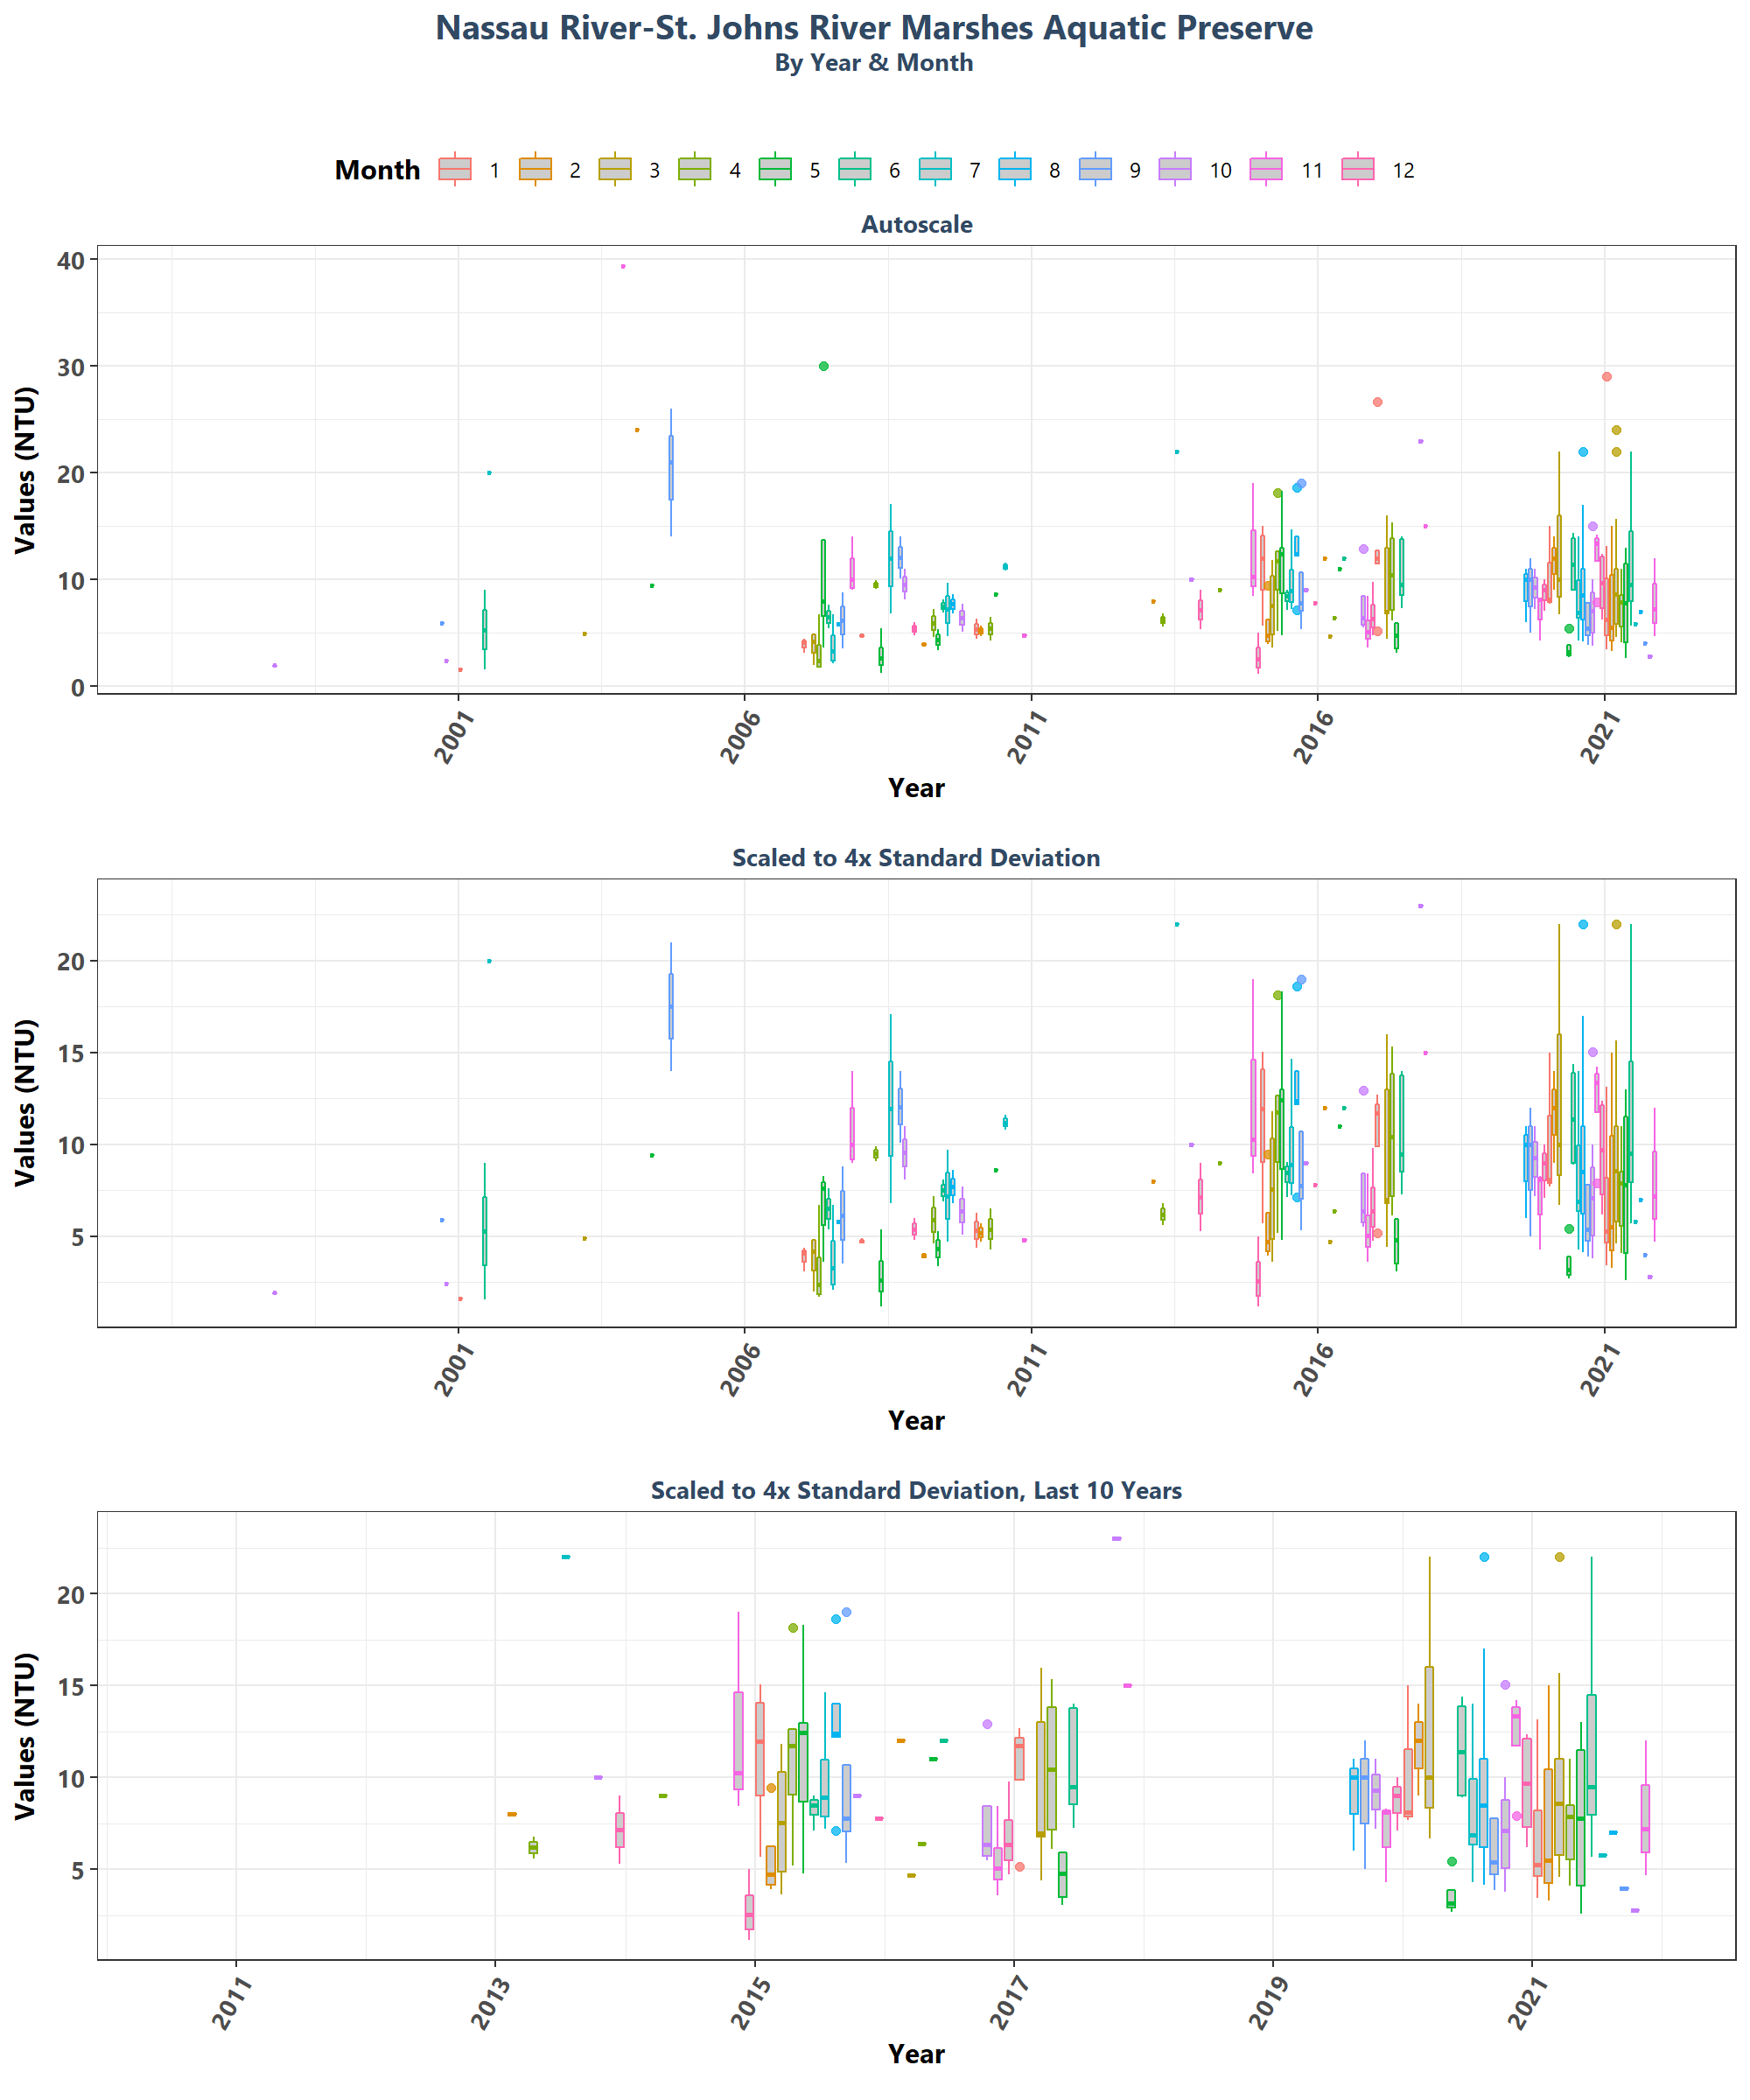 Nassau River-St. Johns River Marshes Aquatic Preserve
By Year & Month
Month 1 2 3 4 5 6 7 8 9 10 11 12
Autoscale
Values (NTU)
40
30
20
10
0
2001 2006 2011 2016 2021
Year
Scaled to 4x Standard Deviation
Values (NTU)
20
15
10
5
2001 2006 2011 2016 2021
Year
Scaled to 4x Standard Deviation, Last 10 Years
Values (NTU)
20
15
10
5
2011 2013 2015 2017 2019 2021
Year